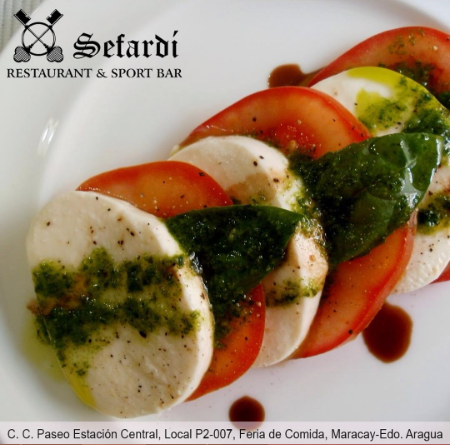 Sefardí
RESTAURANT & SPORT BAR
C. C. Paseo Estación Central, Local P2-007, Feria de Comida, Maracay-Edo. Aragua